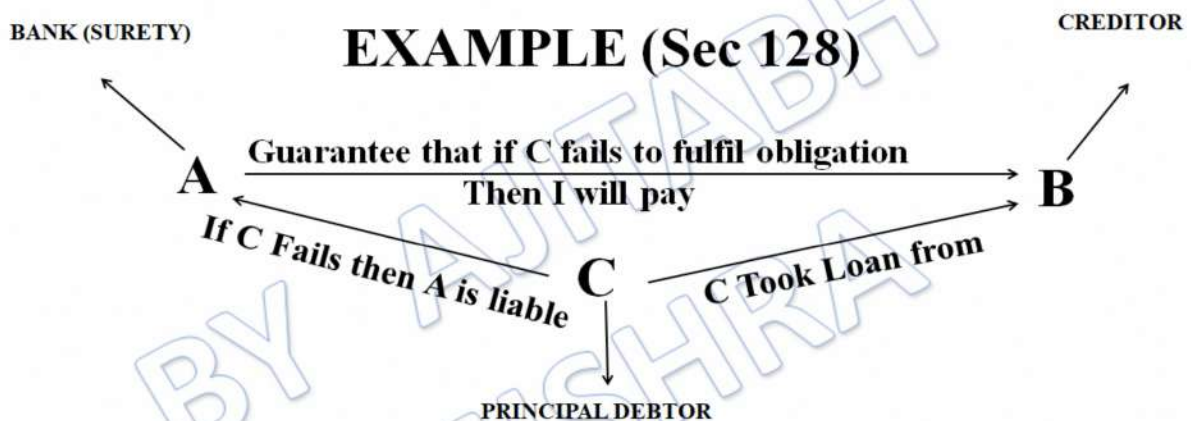 BANK (SURETY)
CREDITOR
EXAMPLE (Sec 128)
Guarantee that if C fails to fulfil obligation
Then I will pay
A
B
If C Fails then A is liable
C
C Took Loan from
PRINCIPAL DEBTOR
BY AJITABH
MISHRA